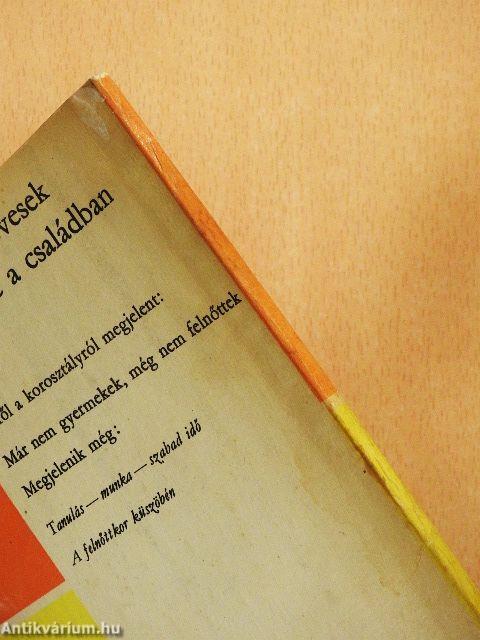 vesek
a családban
ről a korosztályról megjelent:
Már nem gyermekek, még nem felnőttek
Megjelenik még:
Tanulás — munka — szabad idő
A felnőttkor küszöbén
Antikvárium.hu